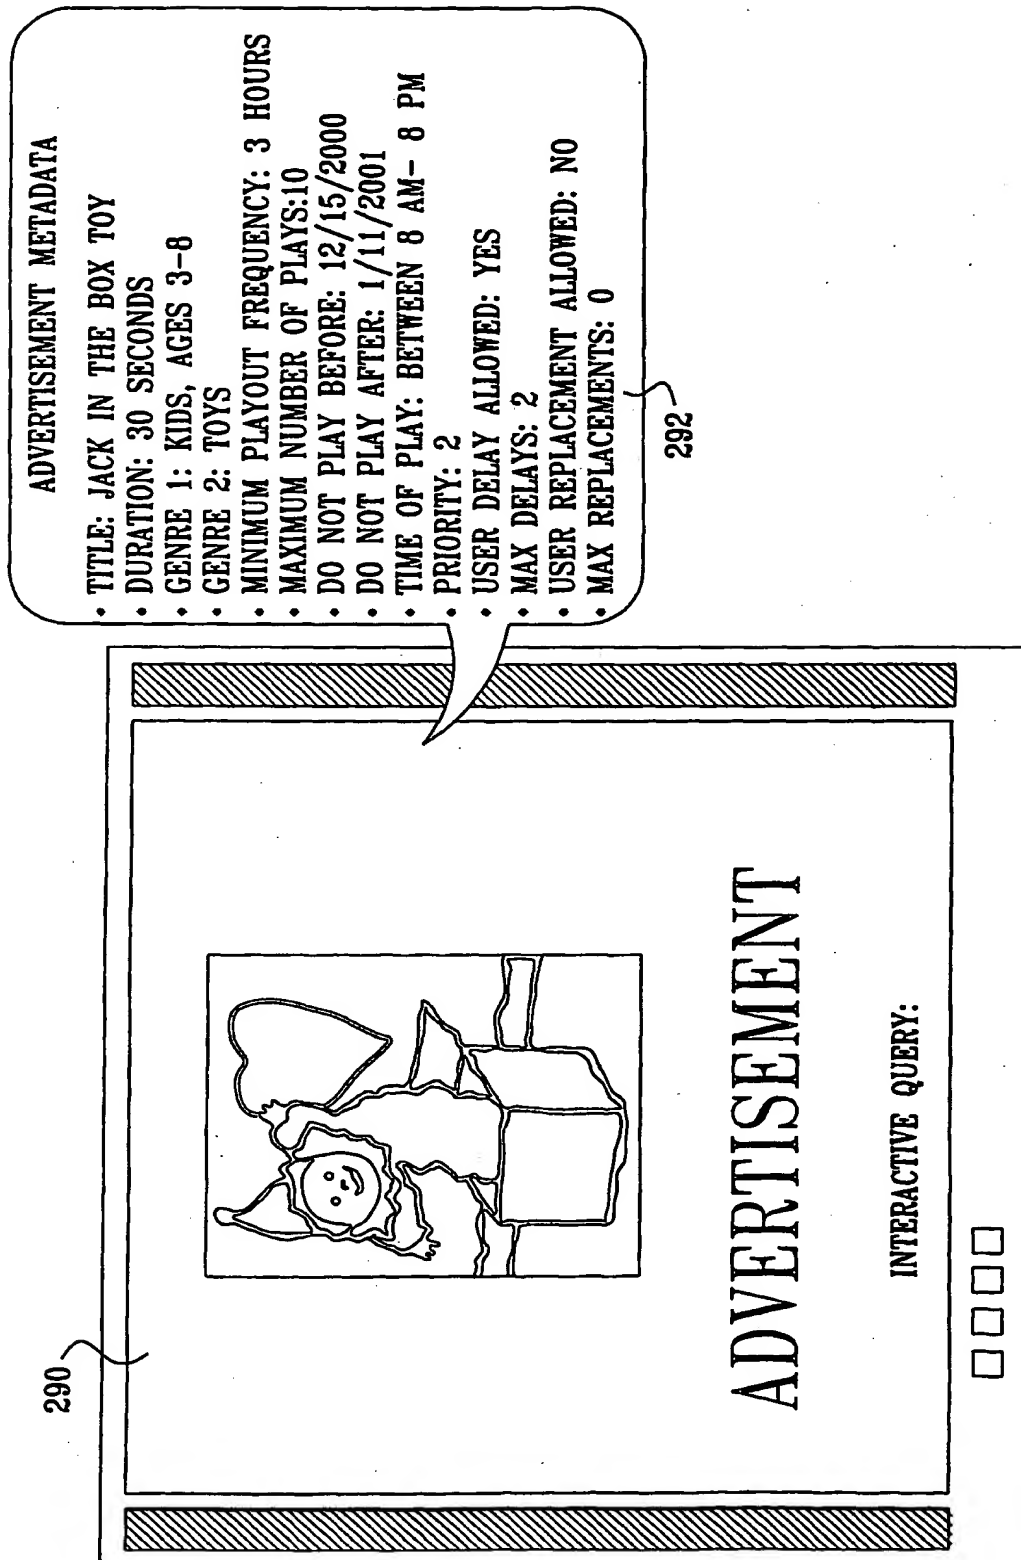 290
ADVERTISEMENT
INTERACTIVE QUERY:
ADVERTISEMENT METADATA
• TITLE: JACK IN THE BOX TOY
• DURATION: 30 SECONDS
• GENRE 1: KIDS, AGES 3-8
• GENRE 2: TOYS
• MINIMUM PLAYOUT FREQUENCY: 3 HOURS
• MAXIMUM NUMBER OF PLAYS:10
• DO NOT PLAY BEFORE: 12/15/2000
• DO NOT PLAY AFTER: 1/11/2001
• TIME OF PLAY: BETWEEN 8 AM- 8 PM
• PRIORITY: 2
• USER DELAY ALLOWED: YES
• MAX DELAYS: 2
• USER REPLACEMENT ALLOWED: NO
• MAX REPLACEMENTS: 0
292